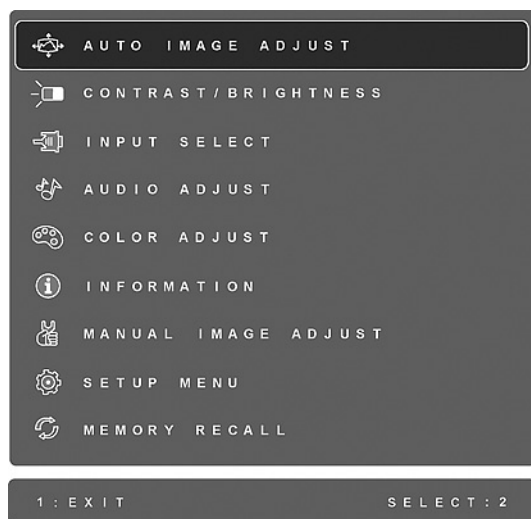 AUTO IMAGE ADJUST
CONTRAST/BRIGHTNESS
INPUT SELECT
AUDIO ADJUST
COLOR ADJUST
INFORMATION
MANUAL IMAGE ADJUST
SETUP MENU
MEMORY RECALL
1:EXIT SELECT:2